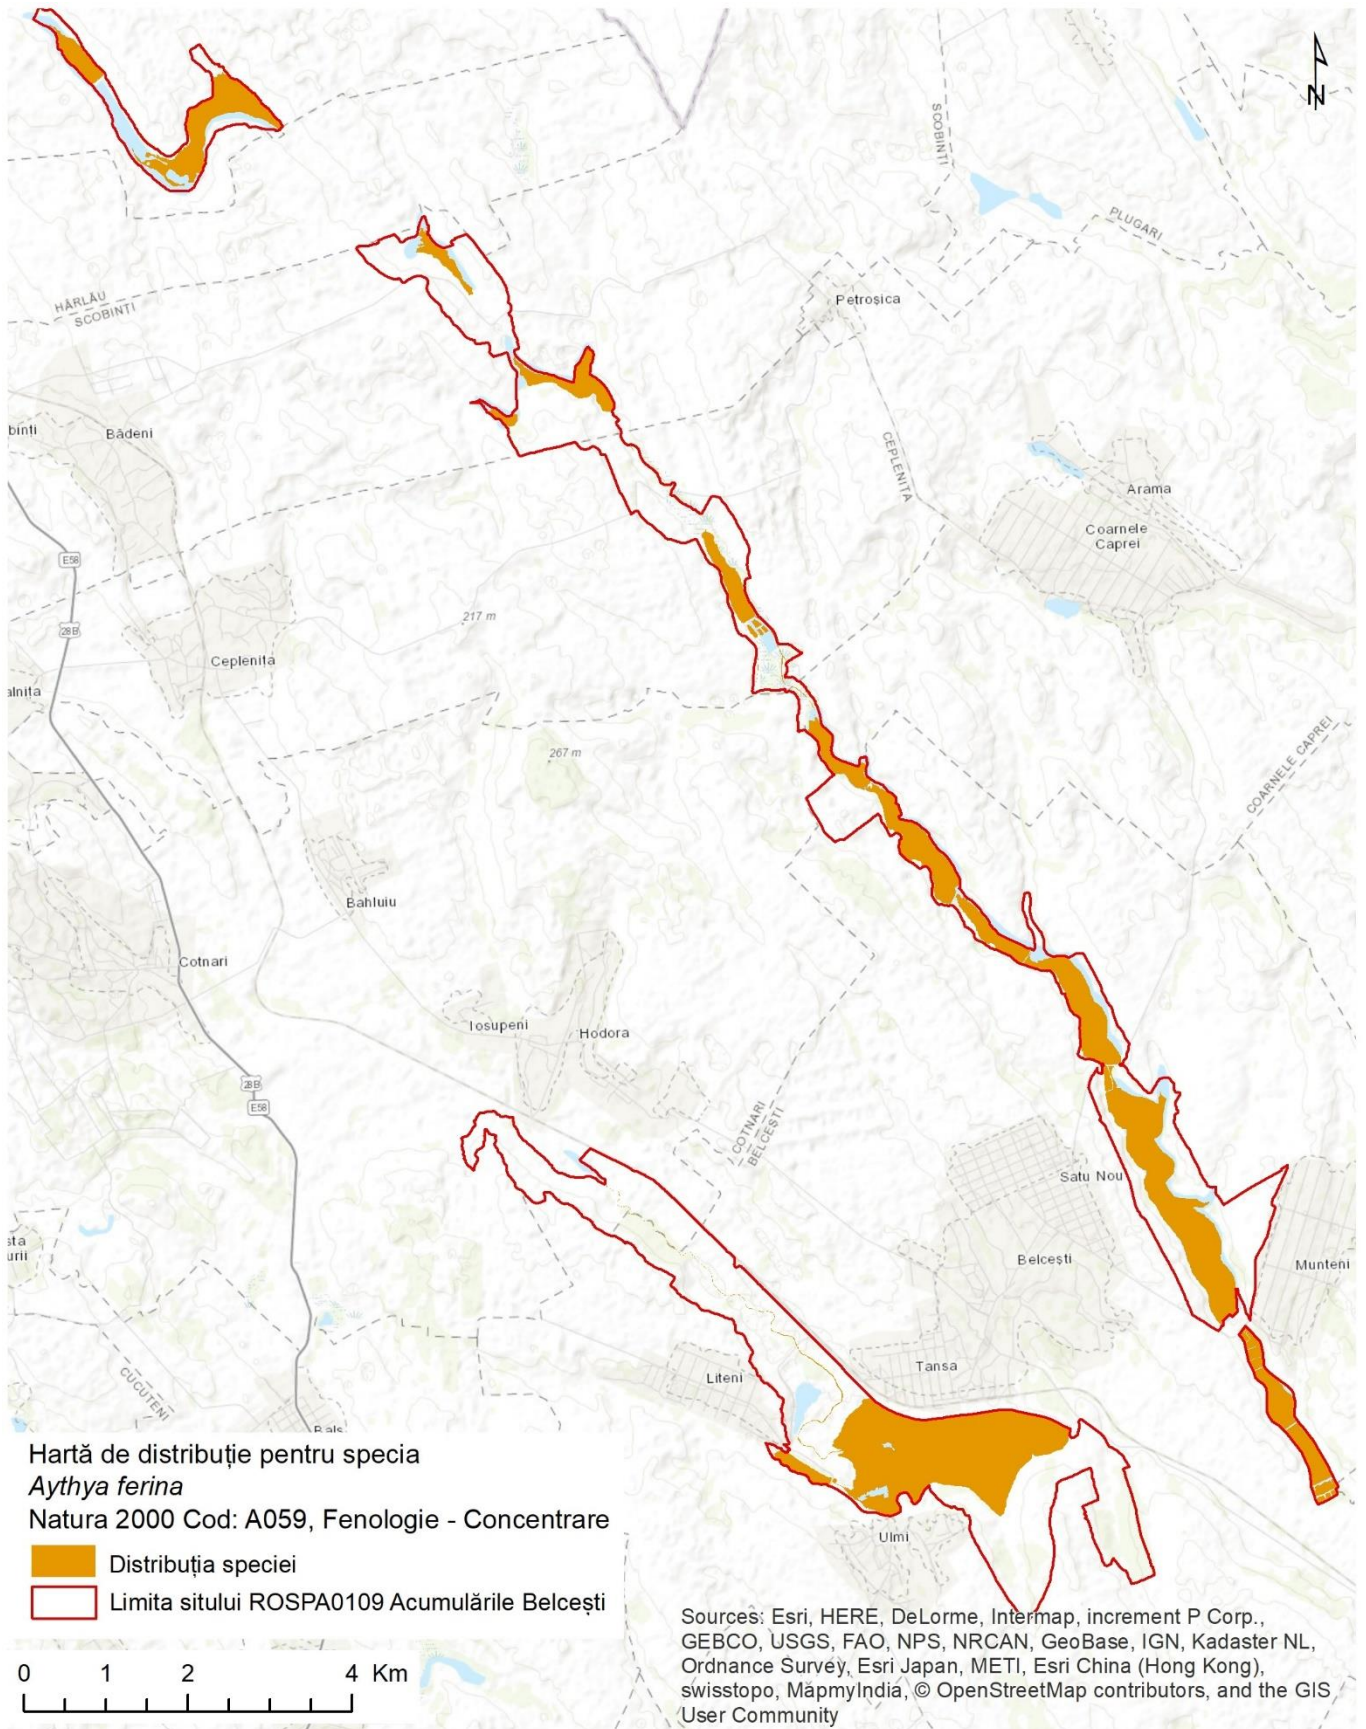 N
SCOBINTI
PLUGARI
HÂRLĂU
SCOBINTI
Petroșica
binți
Bădeni
CEPLENIȚA
Arama
Coarnele
Caprei
E58
28B
217 m
Ceplenița
alnița
267 m
COARNELE CAPREI
Bahluiu
Cotnari
Iosupeni
Hodora
28B
E58
COTNARI
BELCEȘTI
Satu Nou
sta
urii
Belcești
Munteni
Tansa
Liteni
CUCUTENI
Bals
Ulmi
Hartă de distribuție pentru specia
Aythya ferina
Natura 2000 Cod: A059, Fenologie - Concentrare
Distribuția speciei
Limita sitului ROSPA0109 Acumulările Belcești
0 1 2 4 Km
Sources: Esri, HERE, DeLorme, Intermap, increment P Corp.,
GEBCO, USGS, FAO, NPS, NRCAN, GeoBase, IGN, Kadaster NL,
Ordnance Survey, Esri Japan, METI, Esri China (Hong Kong),
swisstopo, MapmyIndia, © OpenStreetMap contributors, and the GIS
User Community